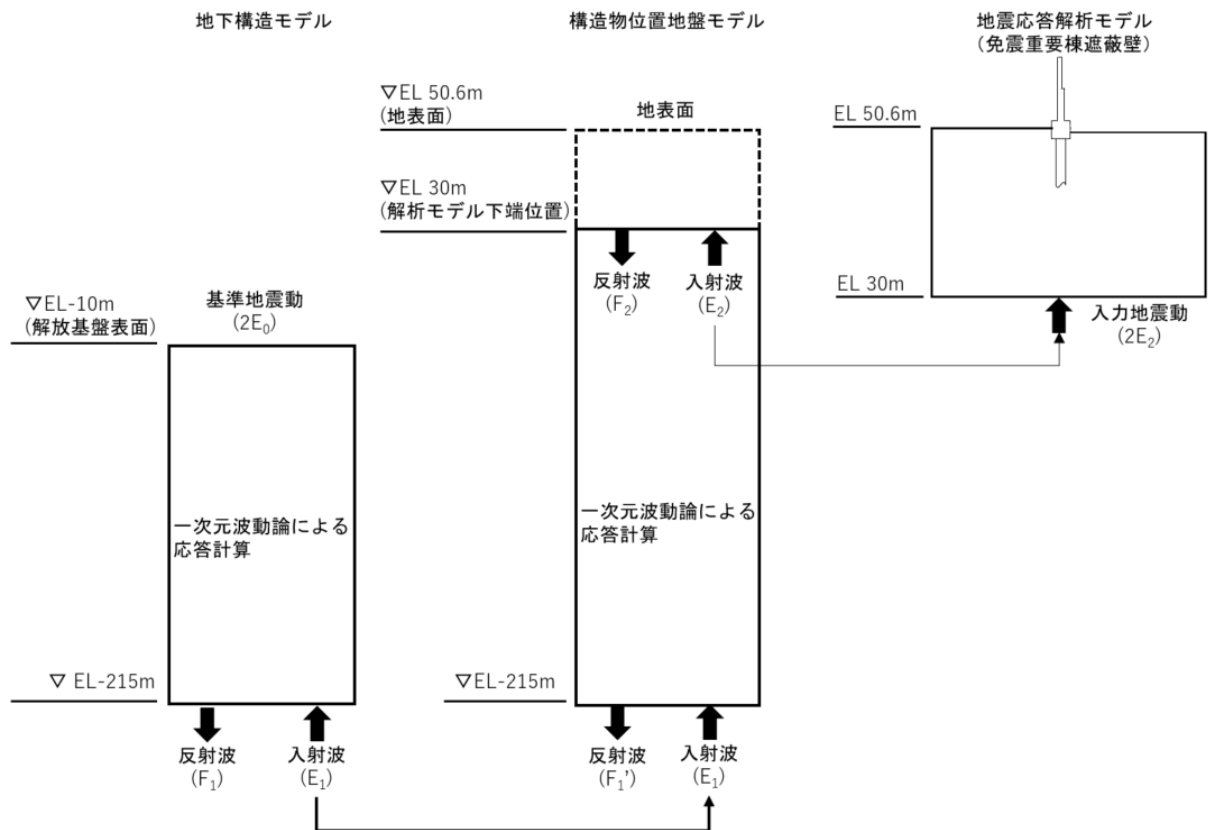 地下構造モデル
構造物位置地盤モデル
地震応答解析モデル
(免震重要棟遮蔽壁)
▽EL 50.6m
(地表面)
地表面
EL 50.6m
▽EL 30m
(解析モデル下端位置)
反射波
(F₂)
入射波
(E₂)
EL 30m
入力地震動
(2E₂)
▽EL-10m
(解放基盤表面)
基準地震動
(2E₀)
一次元波動論による
応答計算
一次元波動論による
応答計算
▽ EL-215m
▽EL-215m
反射波
(F₁)
入射波
(E₁)
反射波
(F₁')
入射波
(E₁)